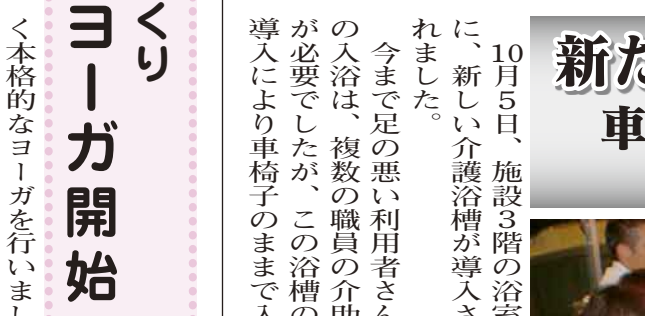 新た
車
10月5日、施設3階の浴室
に、新しい介護浴槽が導入さ
れました。
今まで足の悪い利用者さん
の入浴は、複数の職員の介助
が必要でしたが、この浴槽の
導入により車椅子のままで入
くり
ヨーガ開始
く本格的なヨーガを行いまし